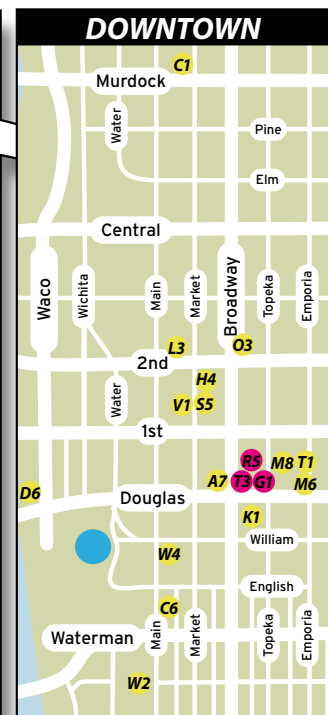 DOWNTOWN
C1
Murdock
Water
Pine
Elm
Central
Waco
Wichita
Main
Market
Broadway
Topeka
Emporia
L3
O3
2nd
H4
Water
V1
S5
1st
R5
M8
T1
D6
A7
T3
G1
M6
Douglas
K1
William
W4
English
C6
Main
Market
Topeka
Emporia
Waterman
W2